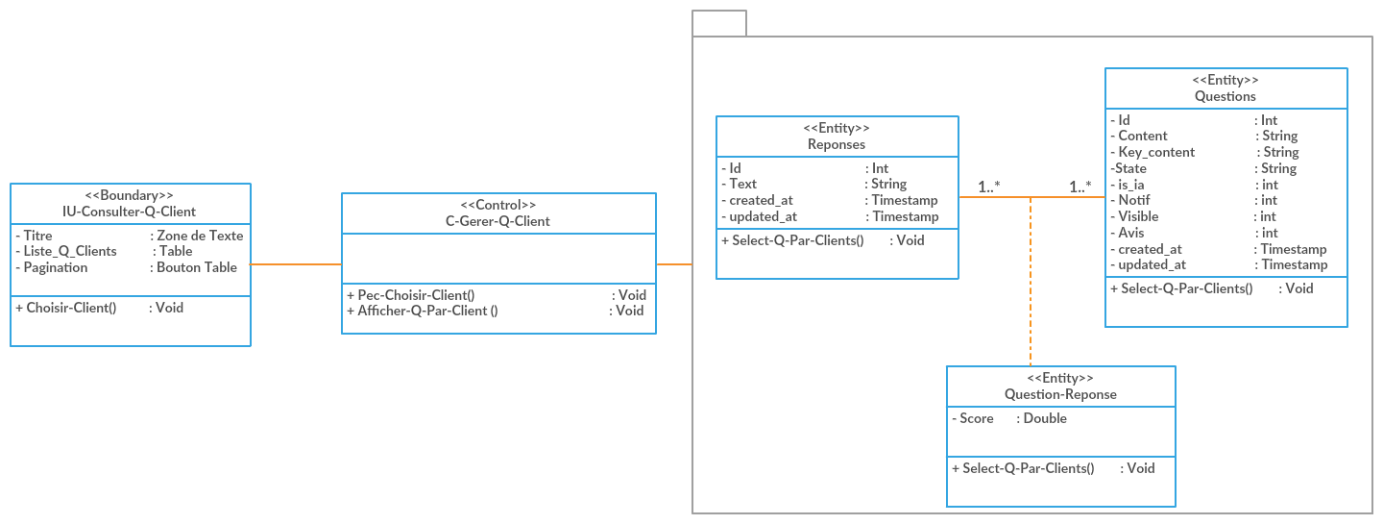 <<Boundary>>
IU-Consulter-Q-Client
- Titre : Zone de Texte
- Liste_Q_Clients : Table
- Pagination : Bouton Table
+ Choisir-Client() : Void
<<Control>>
C-Gerer-Q-Client
+ Pec-Choisir-Client() : Void
+ Afficher-Q-Par-Client () : Void
<<Entity>>
Reponses
- Id : Int
- Text : String
- created_at : Timestamp
- updated_at : Timestamp
+ Select-Q-Par-Clients() : Void
1..*
1..*
<<Entity>>
Questions
- Id : Int
- Content : String
- Key_content : String
-State : String
- is_ia : int
- Notif : int
- Visible : int
- Avis : int
- created_at : Timestamp
- updated_at : Timestamp
+ Select-Q-Par-Clients() : Void
<<Entity>>
Question-Reponse
- Score : Double
+ Select-Q-Par-Clients() : Void